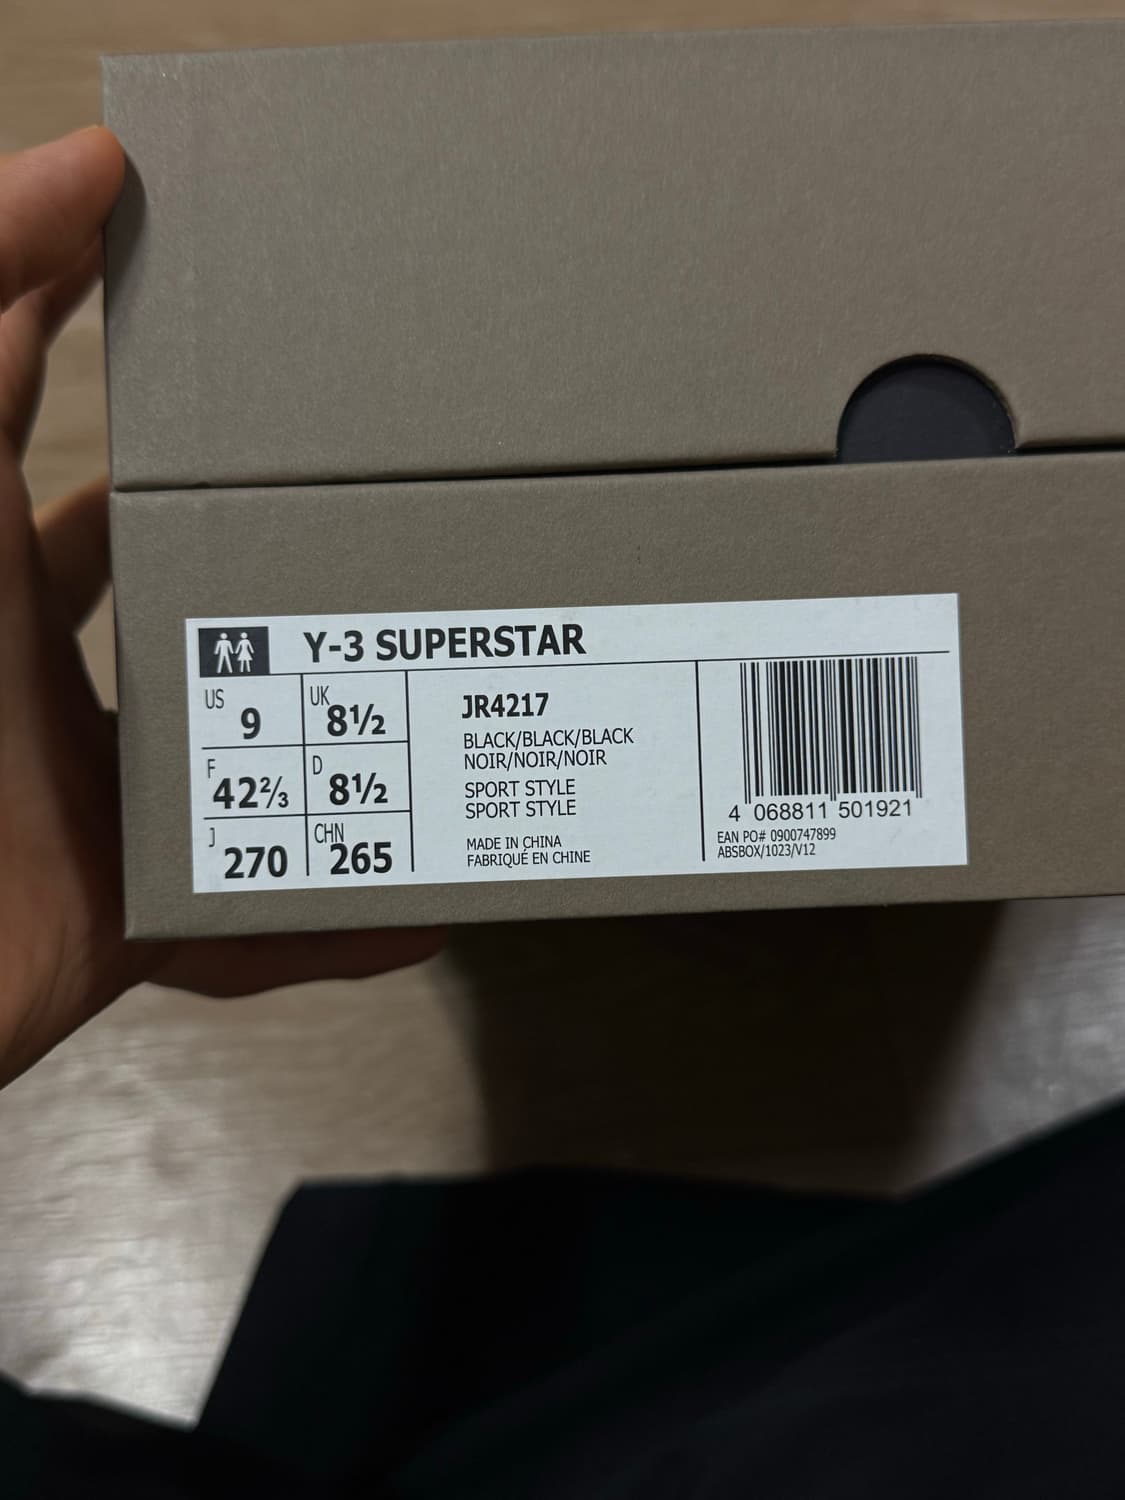 Y-3 SUPERSTAR
US 9
UK 8½
F 42⅔
D 8½
J 270
CHN 265
JR4217
BLACK/BLACK/BLACK
NOIR/NOIR/NOIR
SPORT STYLE
SPORT STYLE
MADE IN CHINA
FABRIQUÉ EN CHINE
4 068811 501921
EAN PO# 0900747899
ABSBOX/1023/V12